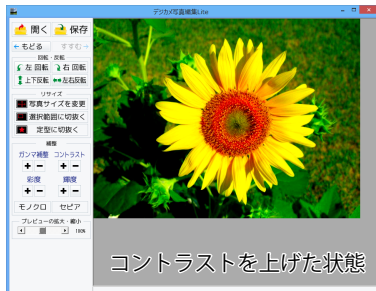 デジカメ写真編集Lite
開く 保存
もどる すすむ
回転・反転
左 回転 右 回転
上下反転 左右反転
リサイズ
写真サイズを変更
選択範囲に切抜く
定型に切抜く
補整
ガンマ補整 コントラスト
+ - + -
彩度 輝度
+ - + -
モノクロ セピア
プレビューの拡大・縮小
100%
コントラストを上げた状態